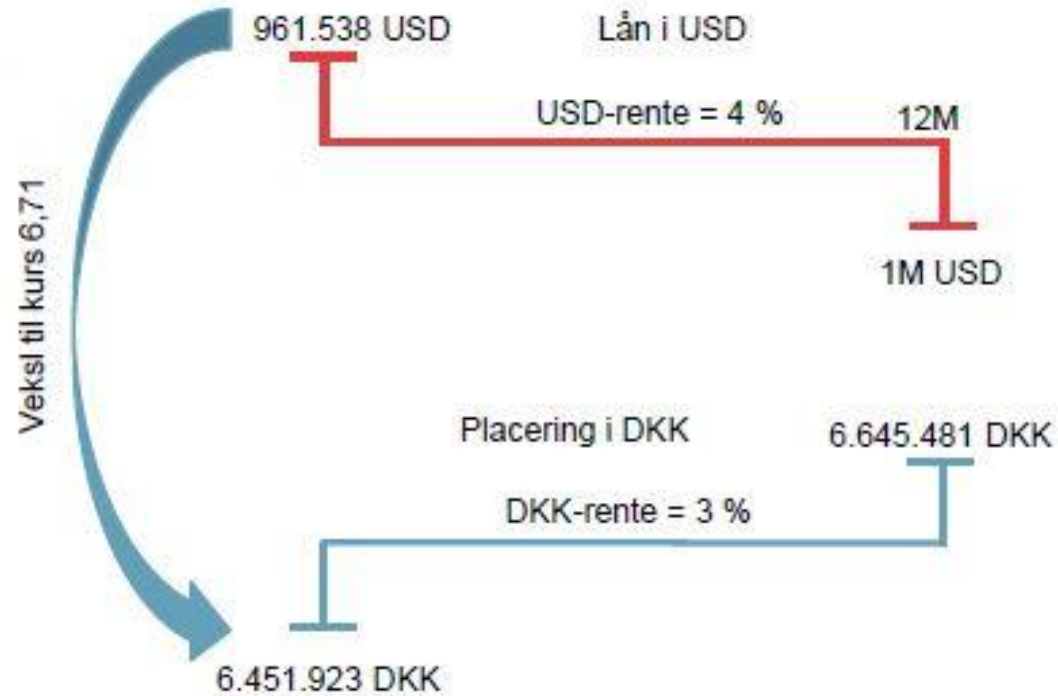 961.538 USD
Lån i USD
USD-rente = 4 %
12M
1M USD
Veksl til kurs 6,71
Placering i DKK
6.645.481 DKK
DKK-rente = 3 %
6.451.923 DKK